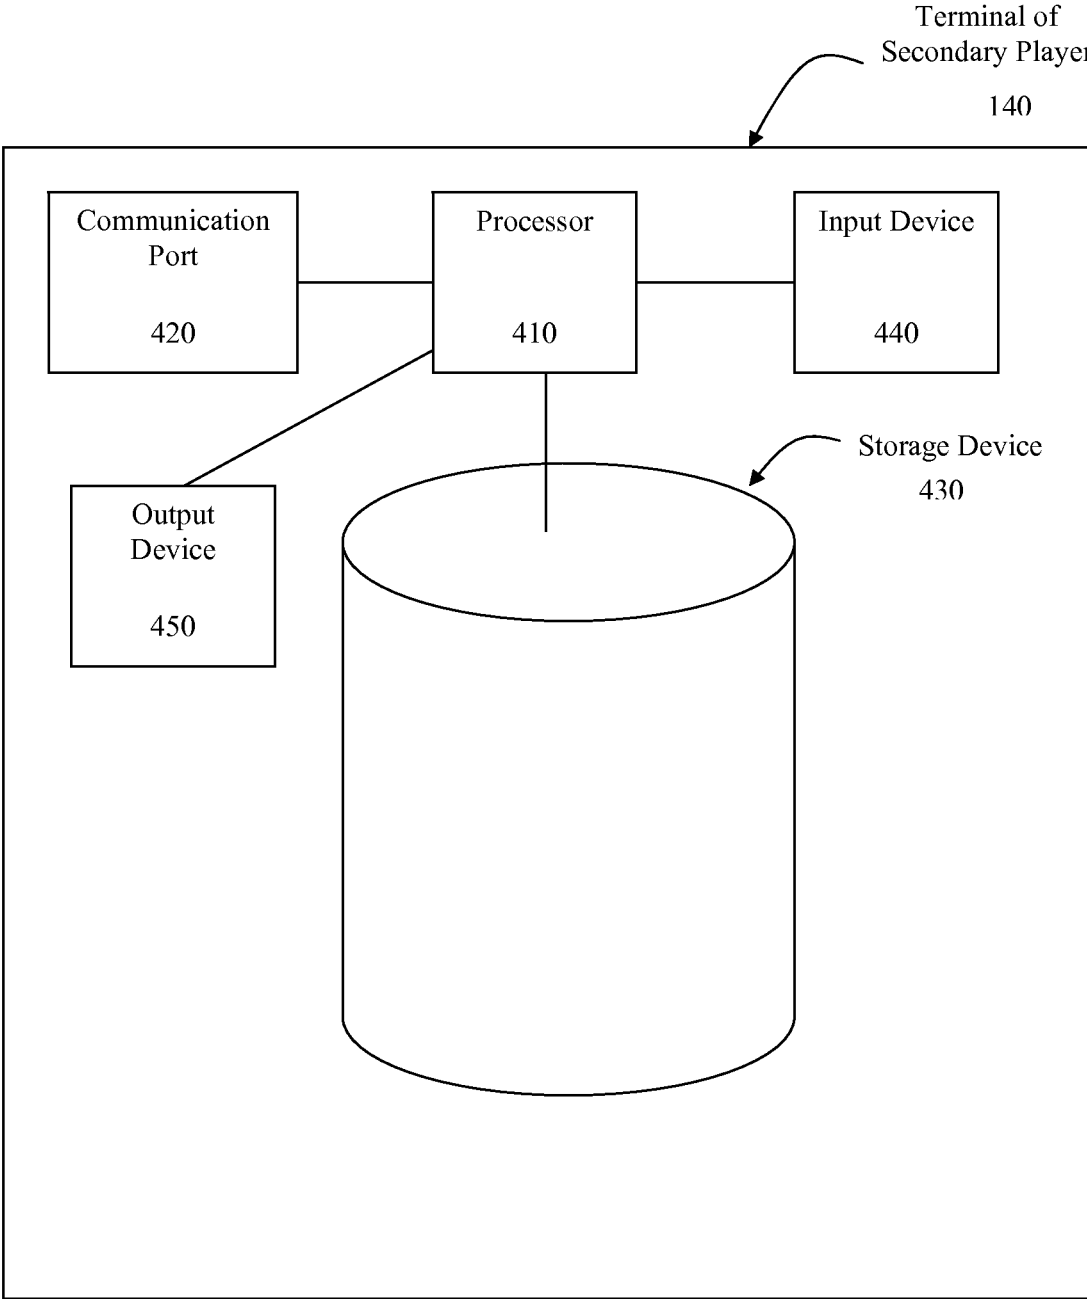 Terminal of
Secondary Player
140
Communication
Port
420
Processor
410
Input Device
440
Storage Device
430
Output
Device
450